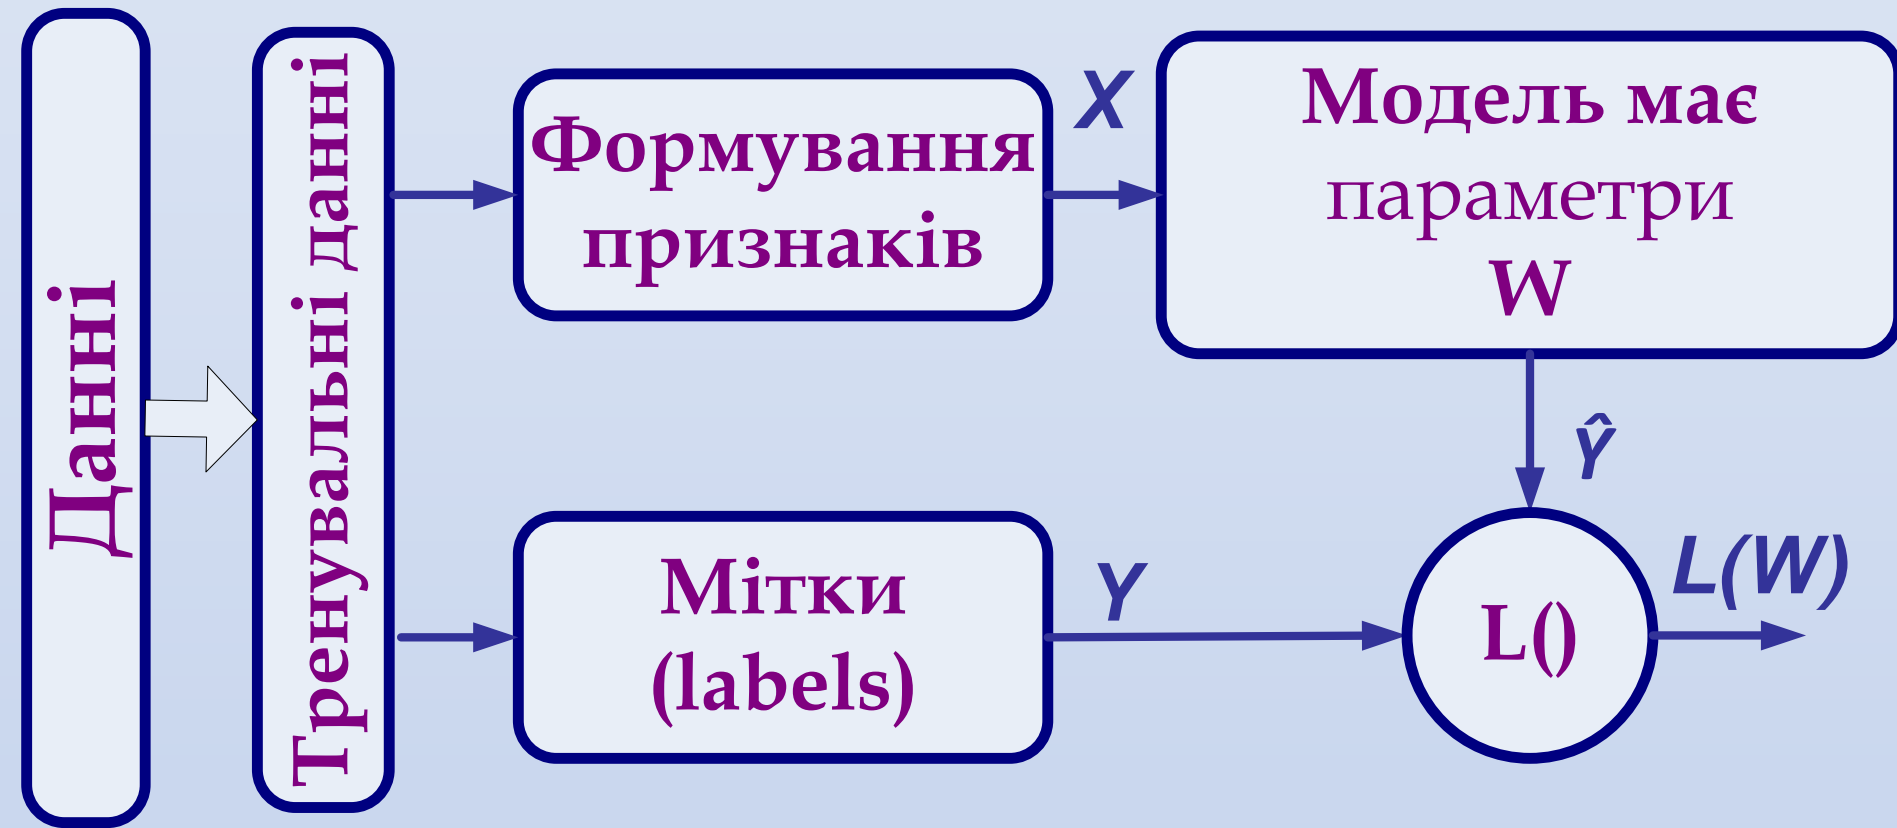 Данні
Тренувальні данні
Формування
признаків
X
Модель має
параметри
W
Ŷ
Мітки
(labels)
Y
L()
L(W)